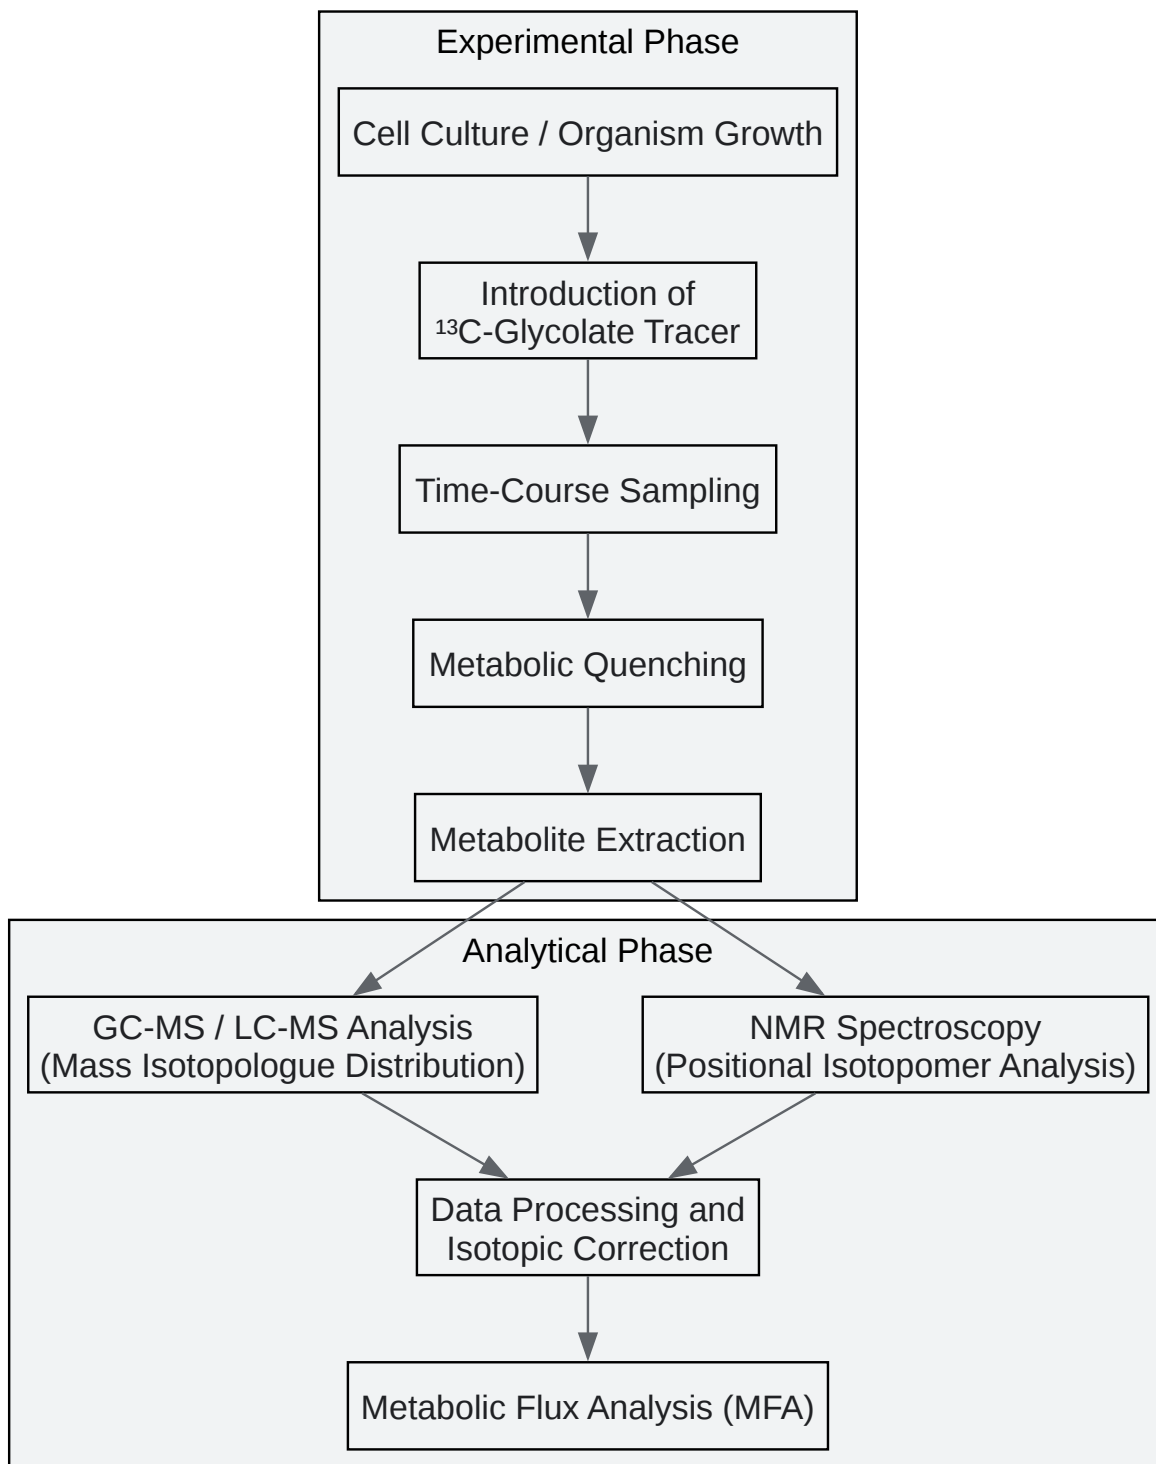 Experimental Phase
Cell Culture / Organism Growth
Introduction of
¹³C-Glycolate Tracer
Time-Course Sampling
Metabolic Quenching
Metabolite Extraction
Analytical Phase
GC-MS / LC-MS Analysis
(Mass Isotopologue Distribution)
NMR Spectroscopy
(Positional Isotopomer Analysis)
Data Processing and
Isotopic Correction
Metabolic Flux Analysis (MFA)